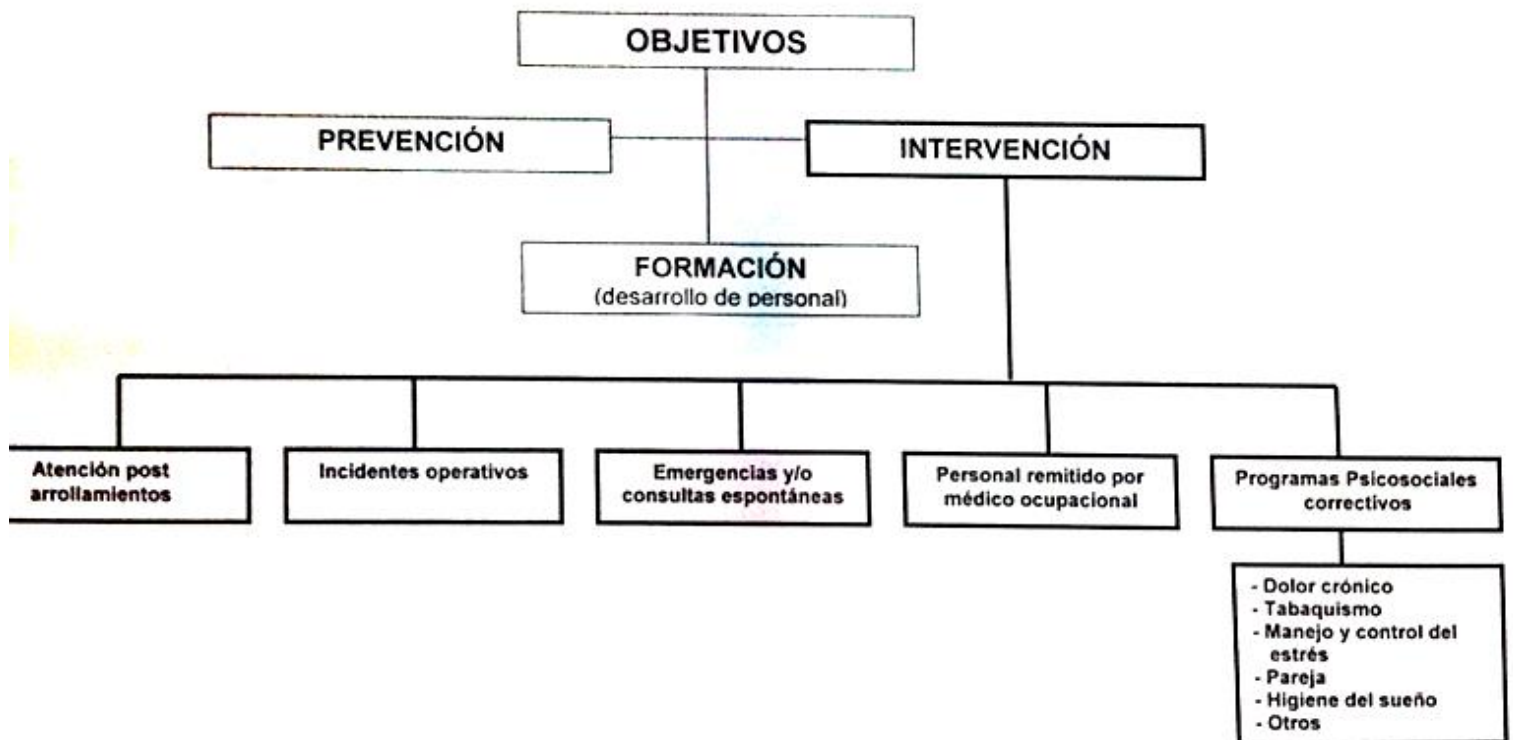 OBJETIVOS
PREVENCIÓN
INTERVENCIÓN
FORMACIÓN
(desarrollo de personal)
Atención post
arrollamientos
Incidentes operativos
Emergencias y/o
consultas espontáneas
Personal remitido por
médico ocupacional
Programas Psicosociales
correctivos
- Dolor crónico
- Tabaquismo
- Manejo y control del
estrés
- Pareja
- Higiene del sueño
- Otros